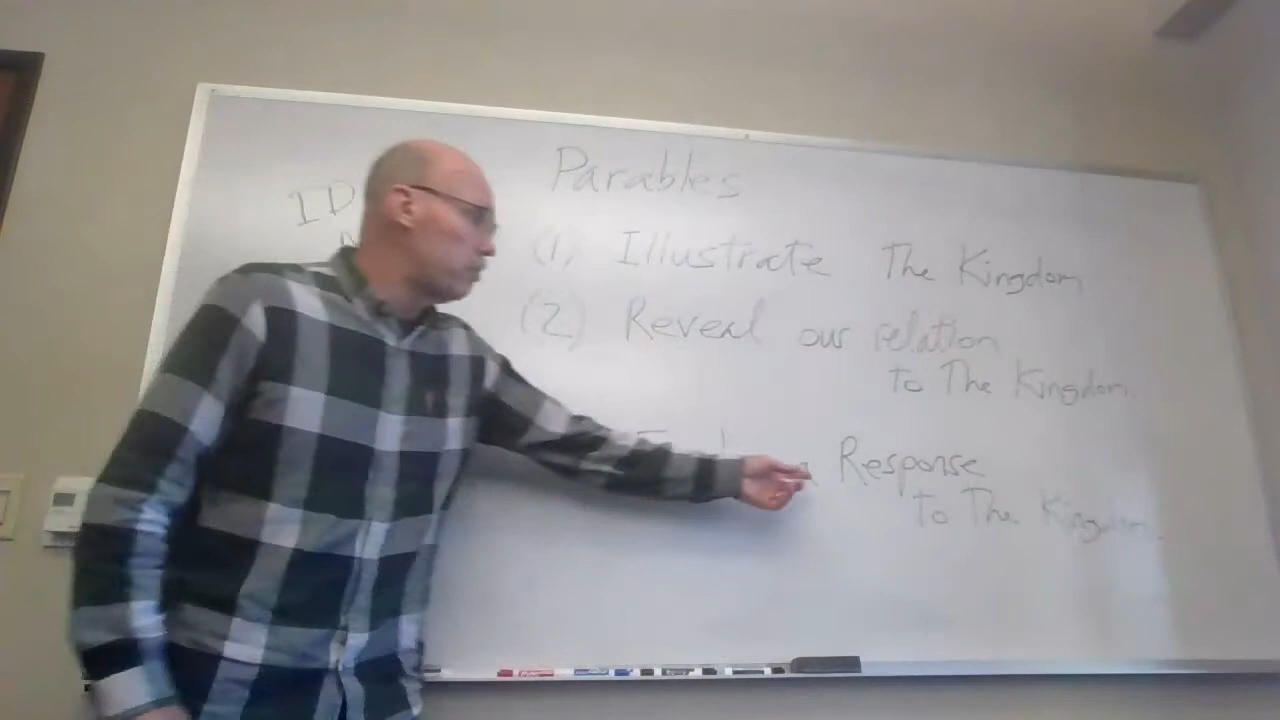 ID
Parables
(1) Illustrate The Kingdom
(2) Reveal our relation
to The Kingdom
Response
to The Kingdom